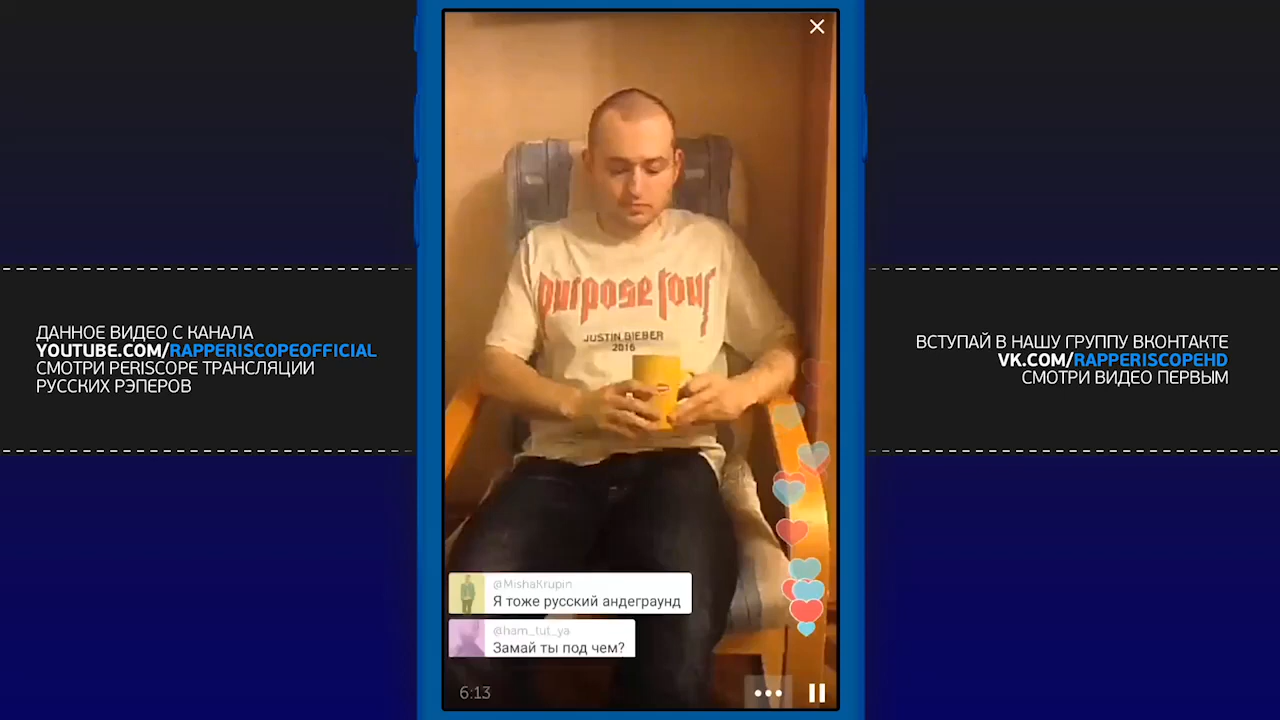 ДАННОЕ ВИДЕО С КАНАЛА
YOUTUBE.COM/RAPPERISCOPEOFFICIAL
СМОТРИ PERISCOPE ТРАНСЛЯЦИИ
РУССКИХ РЭПЕРОВ
purpose tour
JUSTIN BIEBER
2016
@MishaKrupin
Я тоже русский андеграунд
@ham_tut_ya
Замай ты под чем?
6:13
ВСТУПАЙ В НАШУ ГРУППУ ВКОНТАКТЕ
VK.COM/RAPPERISCOPEHD
СМОТРИ ВИДЕО ПЕРВЫМ